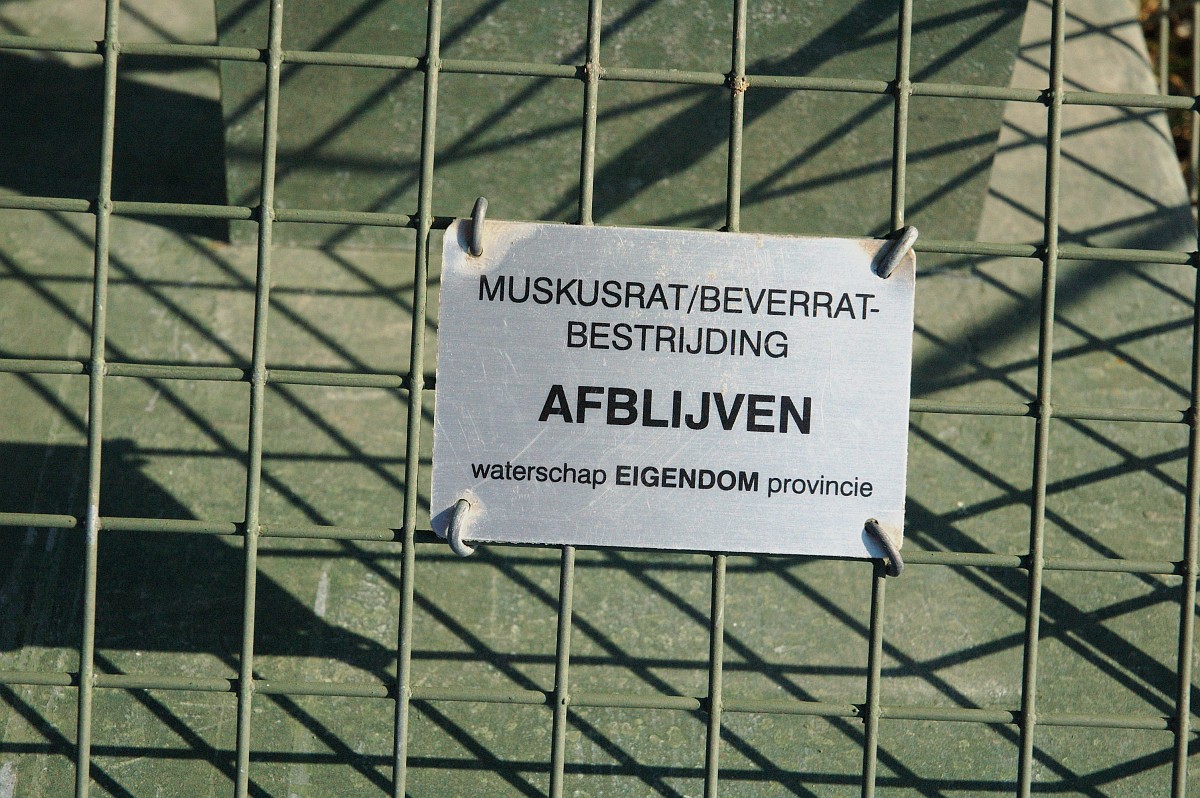 MUSKUSRAT/BEVERRAT-
BESTRIJDING
AFBLIJVEN
waterschap EIGENDOM provincie